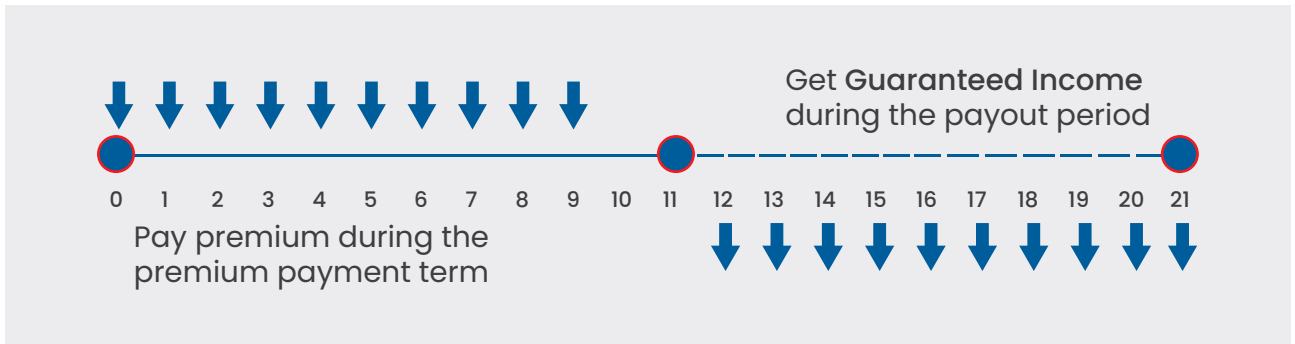 Get Guaranteed Income
during the payout period
0 1 2 3 4 5 6 7 8 9 10 11 12 13 14 15 16 17 18 19 20 21
Pay premium during the
premium payment term